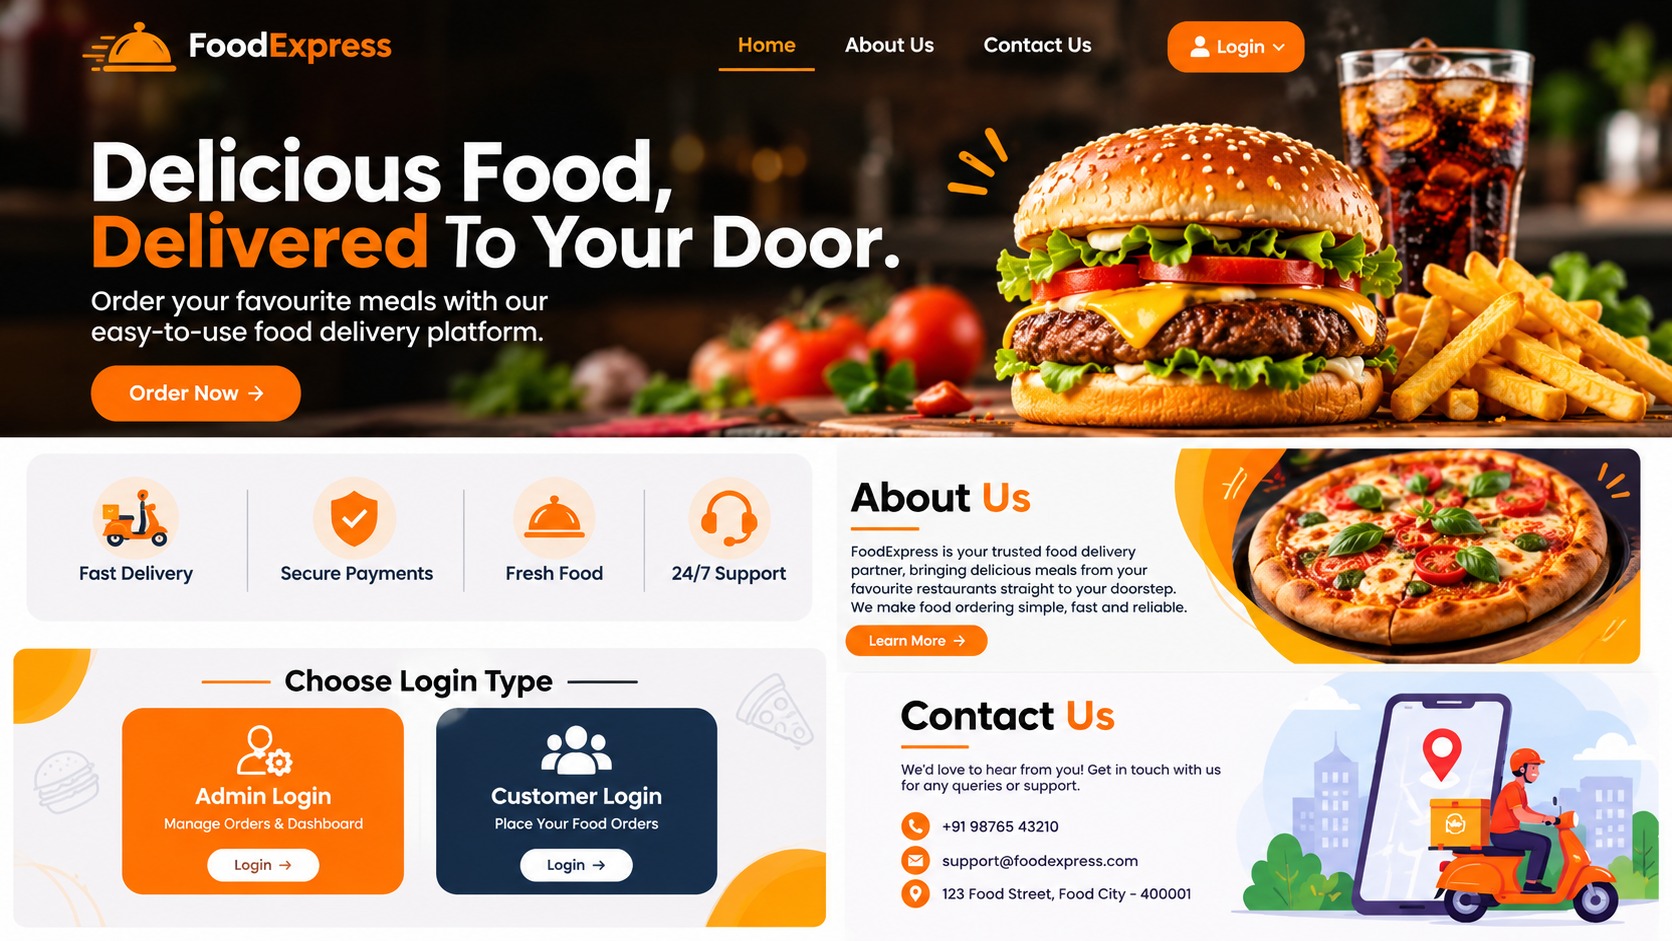 FoodExpress
Home
About Us
Contact Us
Login
Delicious Food,
Delivered To Your Door.
Order your favourite meals with our
easy-to-use food delivery platform.
Order Now →
Fast Delivery
Secure Payments
Fresh Food
24/7 Support
Choose Login Type
Admin Login
Manage Orders & Dashboard
Login →
Customer Login
Place Your Food Orders
Login →
About Us
FoodExpress is your trusted food delivery
partner, bringing delicious meals from your
favourite restaurants straight to your doorstep.
We make food ordering simple, fast and reliable.
Learn More →
Contact Us
We'd love to hear from you! Get in touch with us
for any queries or support.
+91 98765 43210
support@foodexpress.com
123 Food Street, Food City - 400001